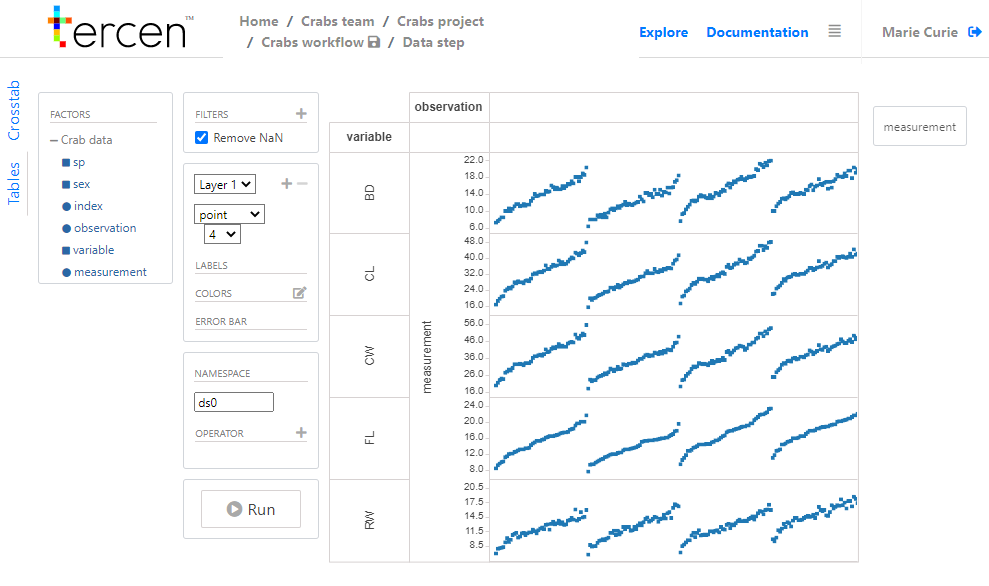 tercen™
Home / Crabs team / Crabs project
/ Crabs workflow / Data step
Explore Documentation
Marie Curie
Crosstab
Tables
FACTORS
Crab data
sp
sex
index
observation
variable
measurement
FILTERS
Remove NaN
Layer 1
point
4
LABELS
COLORS
ERROR BAR
NAMESPACE
ds0
OPERATOR
Run
observation
variable
measurement
BD
22.0
18.0
14.0
10.0
6.0
CL
48.0
40.0
32.0
24.0
16.0
CW
56.0
46.0
36.0
26.0
16.0
FL
24.0
20.0
16.0
12.0
8.0
RW
20.5
17.5
14.5
11.5
8.5
measurement